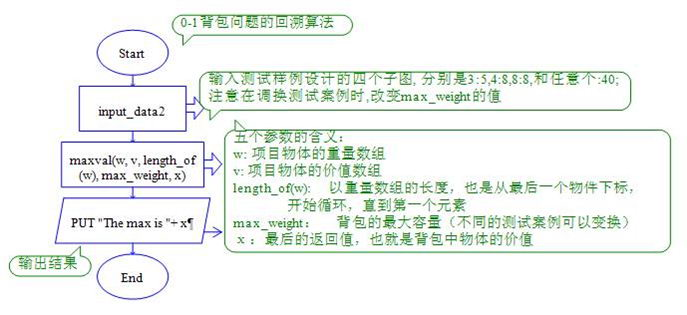 0-1背包问题的回溯算法
Start
输入测试样例设计的四个子图, 分别是3:5,4:8,8:8,和任意个:40;
注意在调换测试案例时,改变max_weight的值
input_data2
五个参数的含义:
w: 项目物体的重量数组
v: 项目物体的价值数组
length_of(w): 以重量数组的长度，也是从最后一个物件下标，
开始循环，直到第一个元素
max_weight: 背包的最大容量（不同的测试案例可以变换）
x : 最后的返回值，也就是背包中物体的价值
maxval(w, v, length_of
(w), max_weight, x)
PUT "The max is "+ x¶
输出结果
End